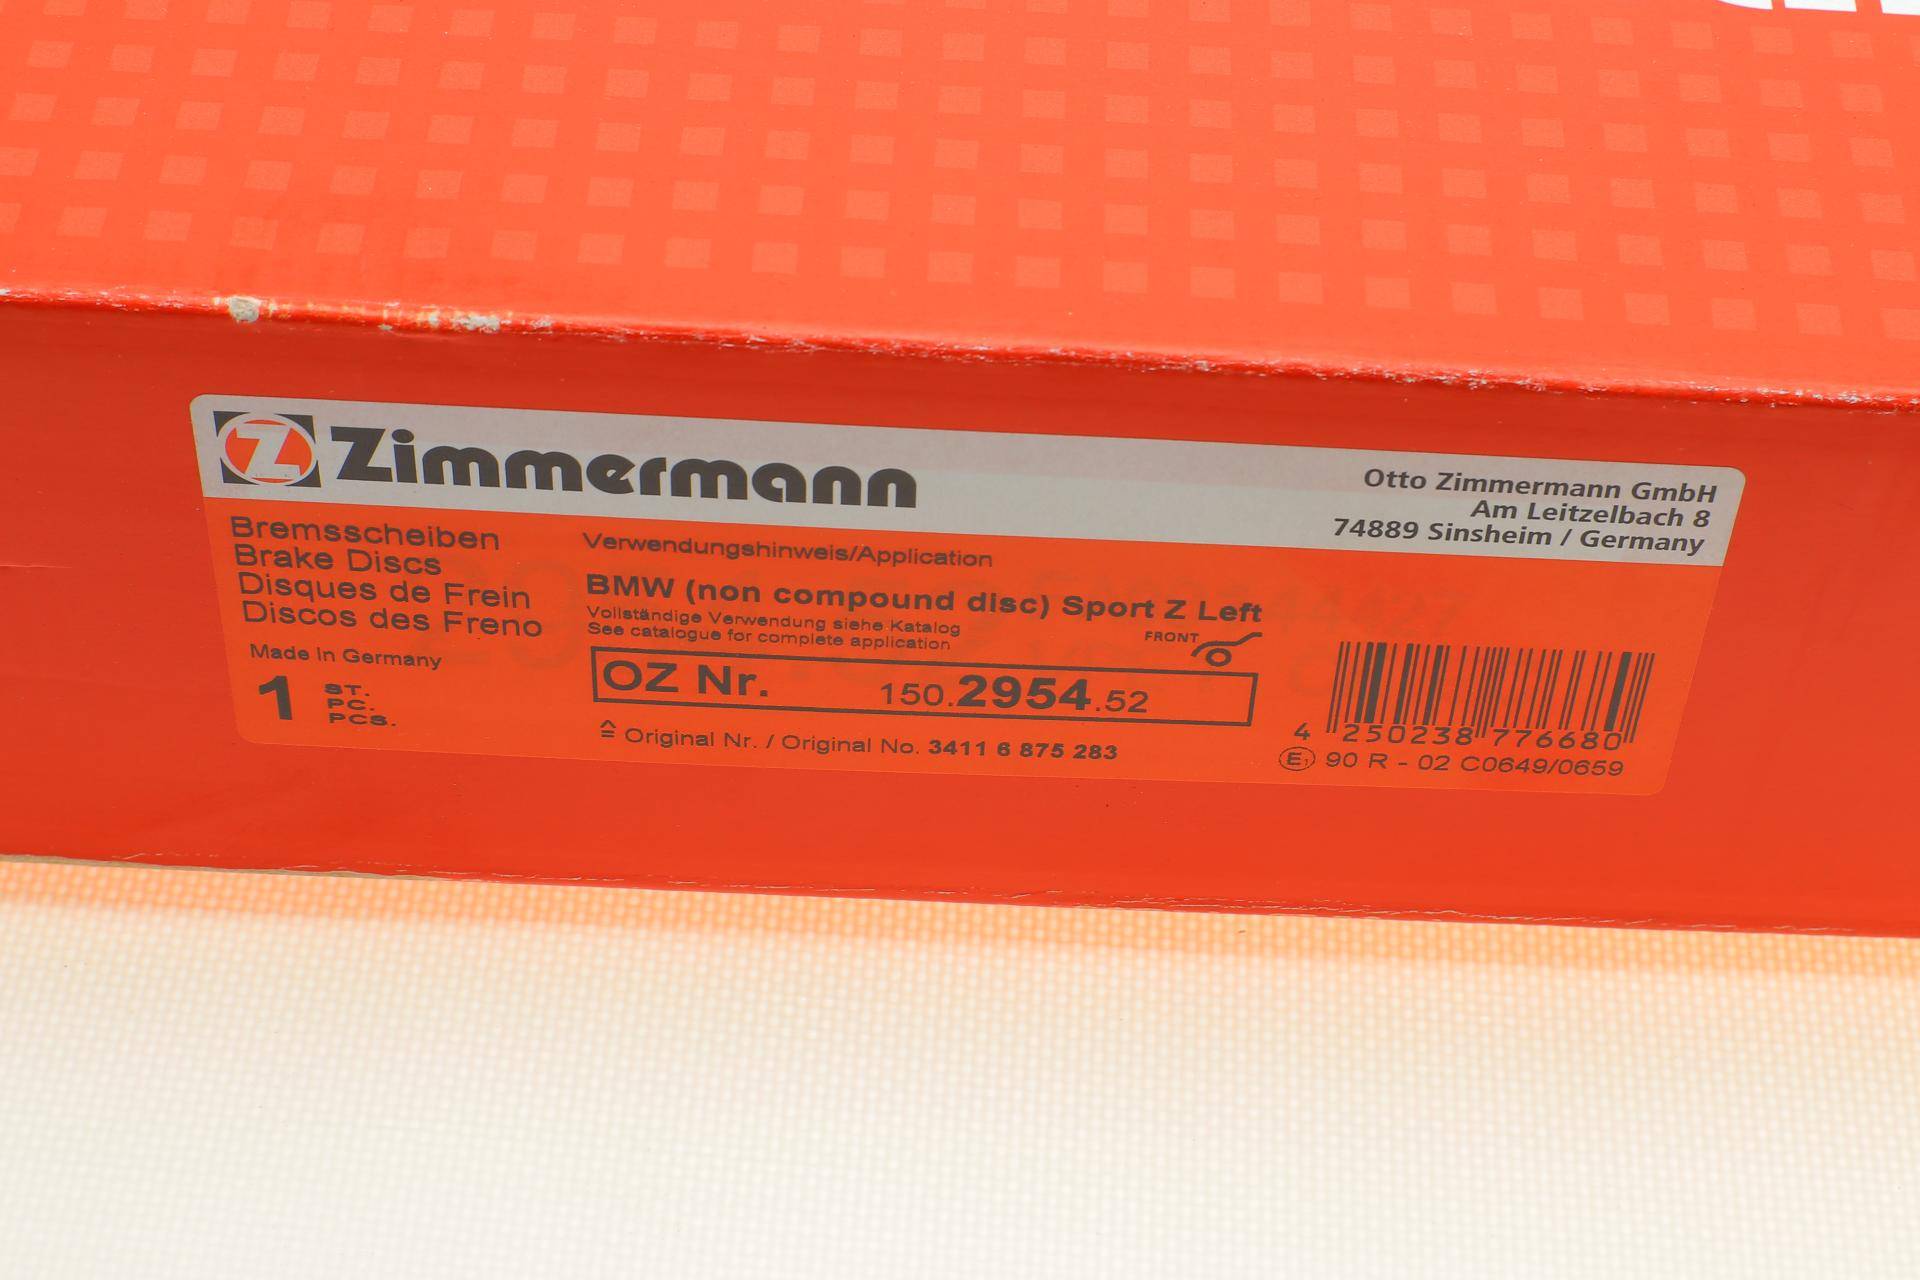 Z Zimmermann
Otto Zimmermann GmbH
Am Leitzelbach 8
74889 Sinsheim / Germany
Bremsscheiben
Brake Discs
Disques de Frein
Discos des Freno
Made in Germany
1 ST.
PC.
PCS.
Verwendungshinweis/Application
BMW (non compound disc) Sport Z Left
Vollständige Verwendung siehe Katalog
See catalogue for complete application
FRONT
OZ Nr. 150.2954.52
≙ Original Nr. / Original No. 3411 6 875 283
4 250238 776680
E1 90 R - 02 C0649/0659